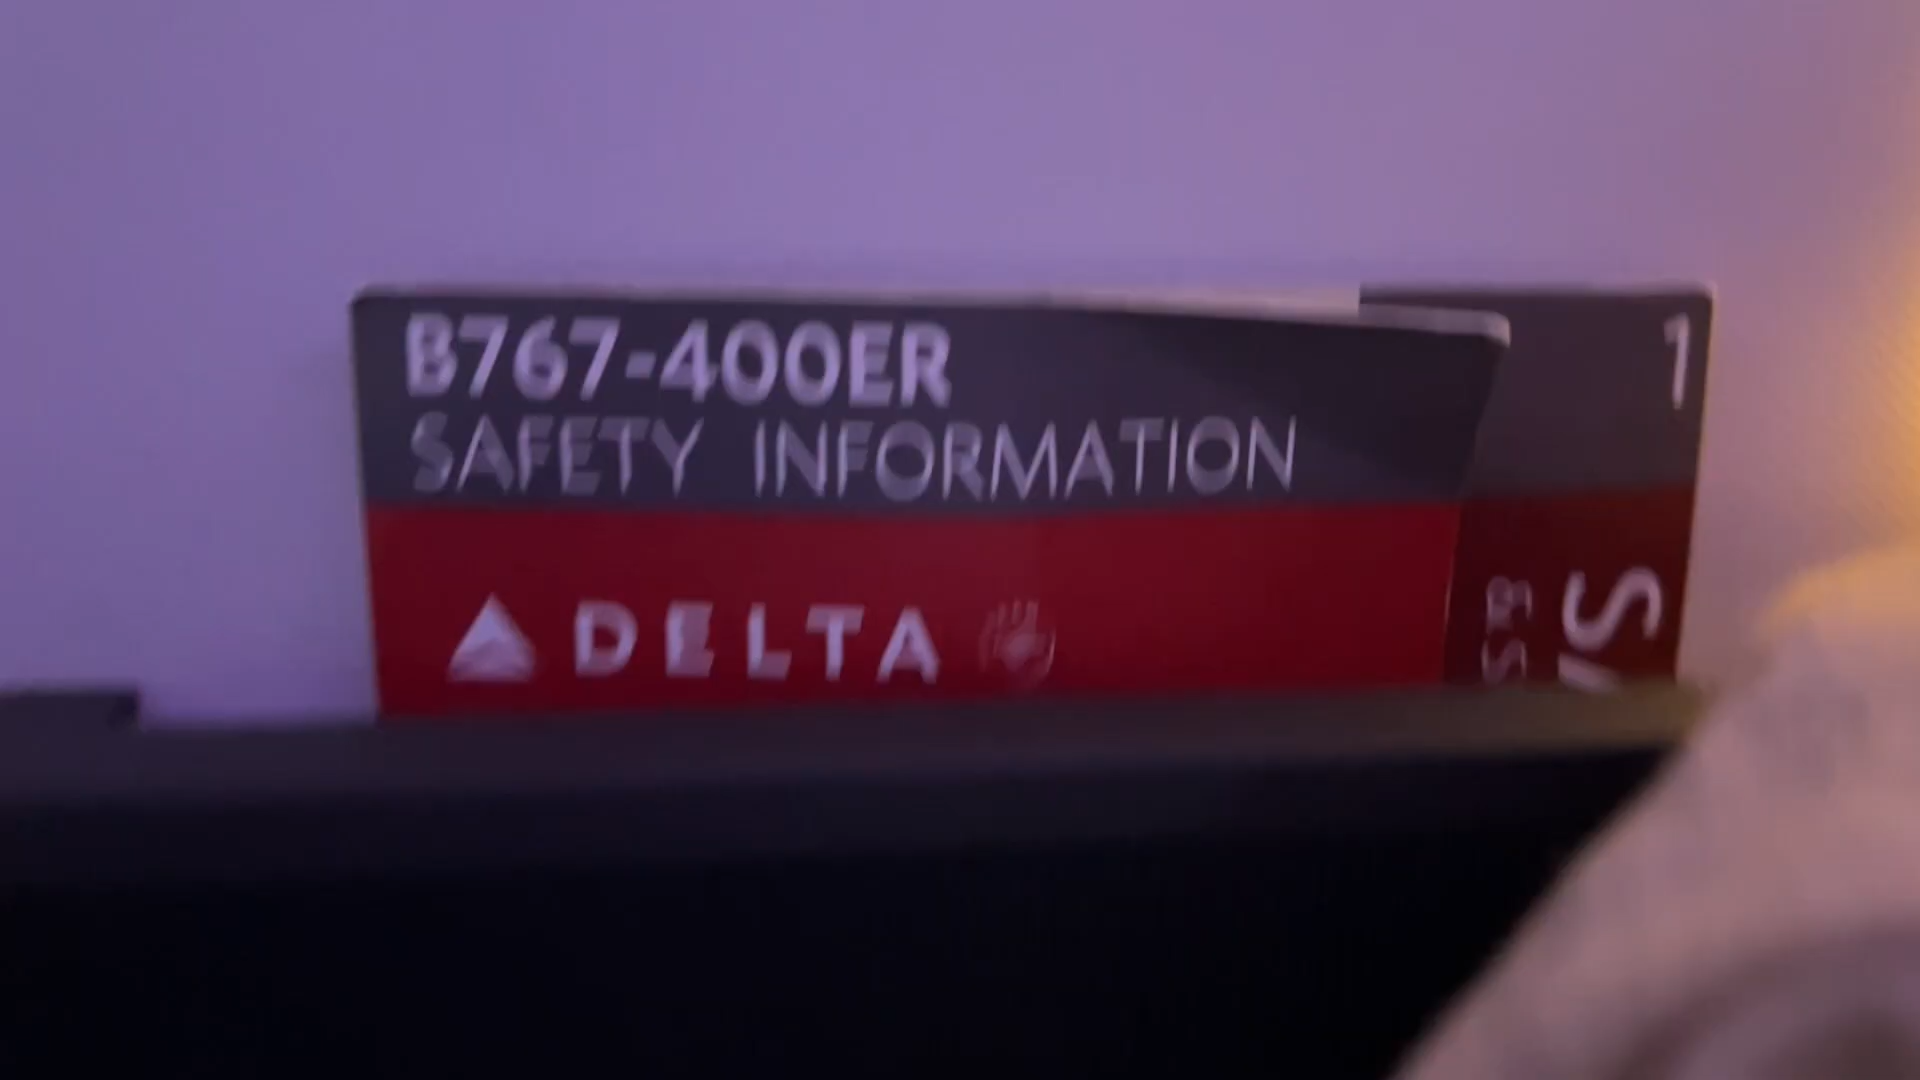 B767-400ER
SAFETY INFORMATION
DELTA
1